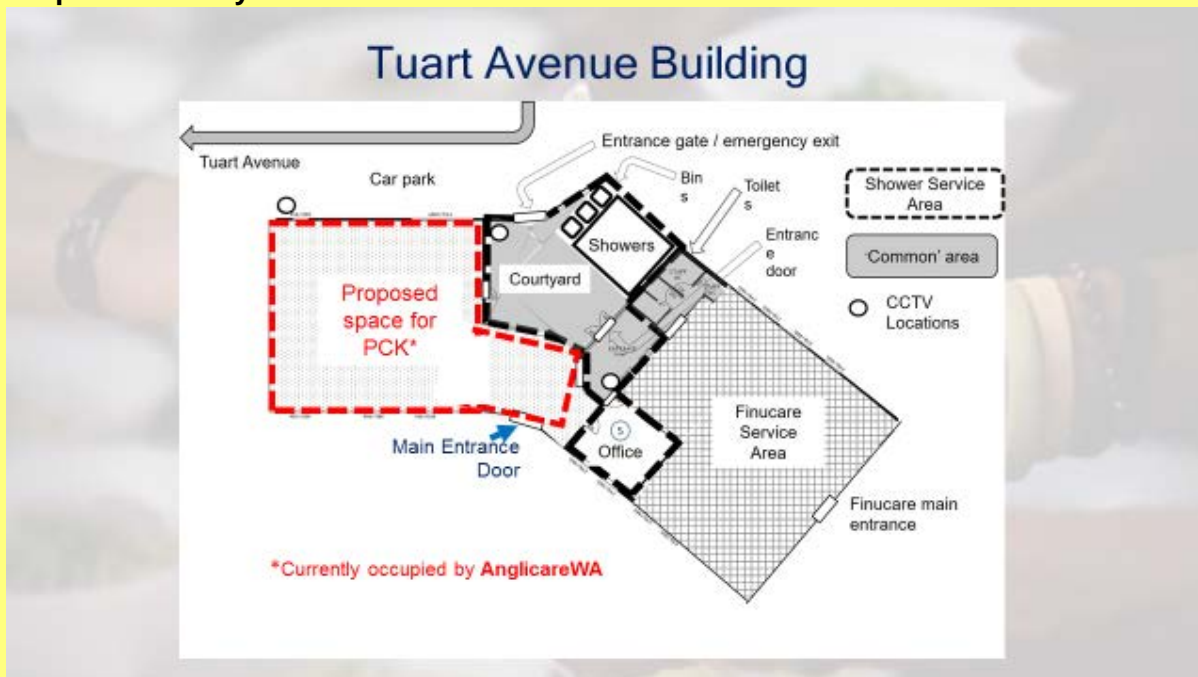 Tuart Avenue Building
Entrance gate / emergency exit
Tuart Avenue
Car park
Bin
s
Toilet
s
Shower Service
Area
Showers
Entranc
e
door
'Common' area
Courtyard
Proposed
space for
PCK*
CCTV
Locations
Main Entrance
Door
S
Office
Finucare
Service
Area
Finucare main
entrance
*Currently occupied by AnglicareWA